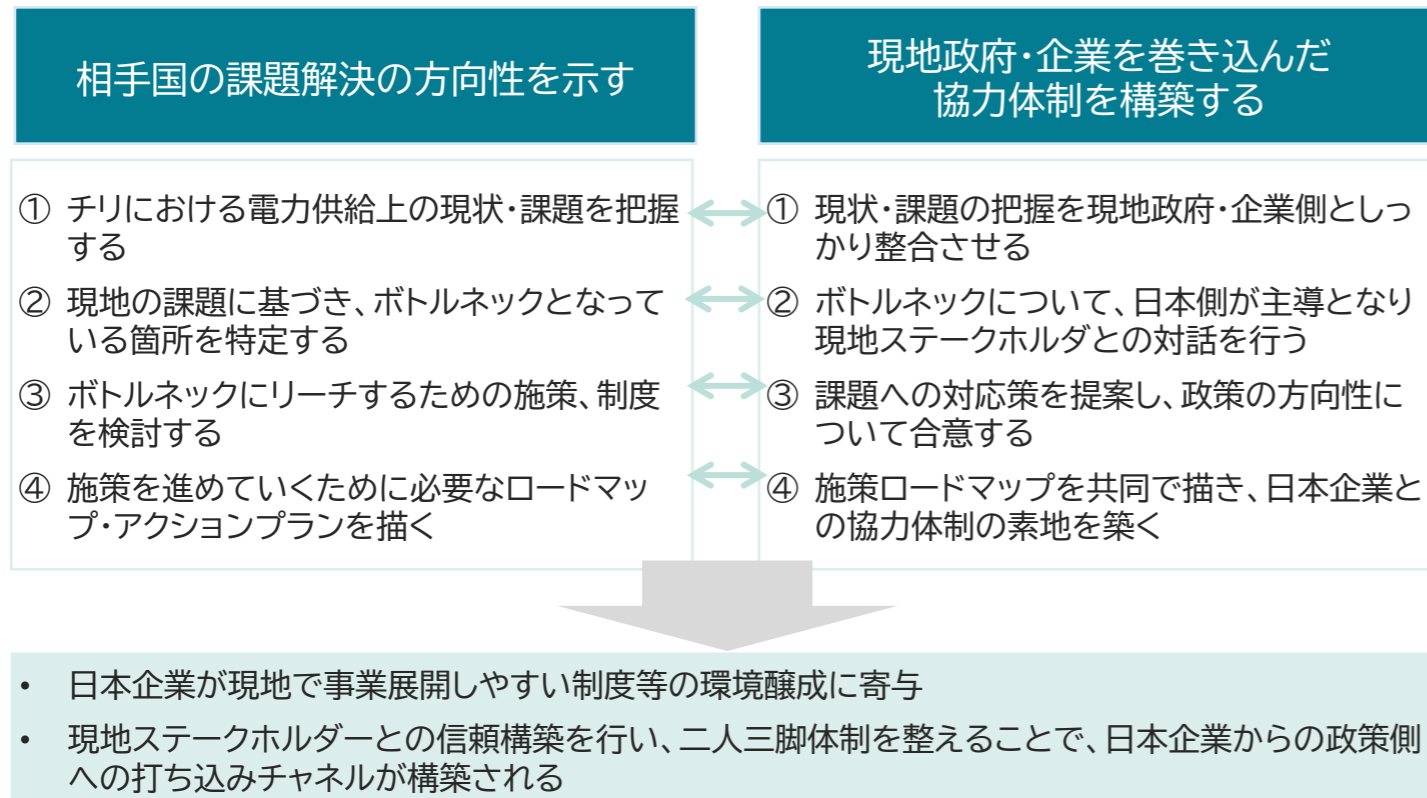 相手国の課題解決の方向性を示す
① チリにおける電力供給上の現状・課題を把握
する
② 現地の課題に基づき、ボトルネックとなって
いる箇所を特定する
③ ボトルネックにリーチするための施策、制度
を検討する
④ 施策を進めていくために必要なロードマッ
プ・アクションプランを描く
現地政府・企業を巻き込んだ
協力体制を構築する
① 現状・課題の把握を現地政府・企業側としっ
かり整合させる
② ボトルネックについて、日本側が主導となり
現地ステークホルダとの対話を行う
③ 課題への対応策を提案し、政策の方向性に
ついて合意する
④ 施策ロードマップを共同で描き、日本企業と
の協力体制の素地を築く
• 日本企業が現地で事業展開しやすい制度等の環境醸成に寄与
• 現地ステークホルダーとの信頼構築を行い、二人三脚体制を整えることで、日本企業からの政策側
への打ち込みチャネルが構築される